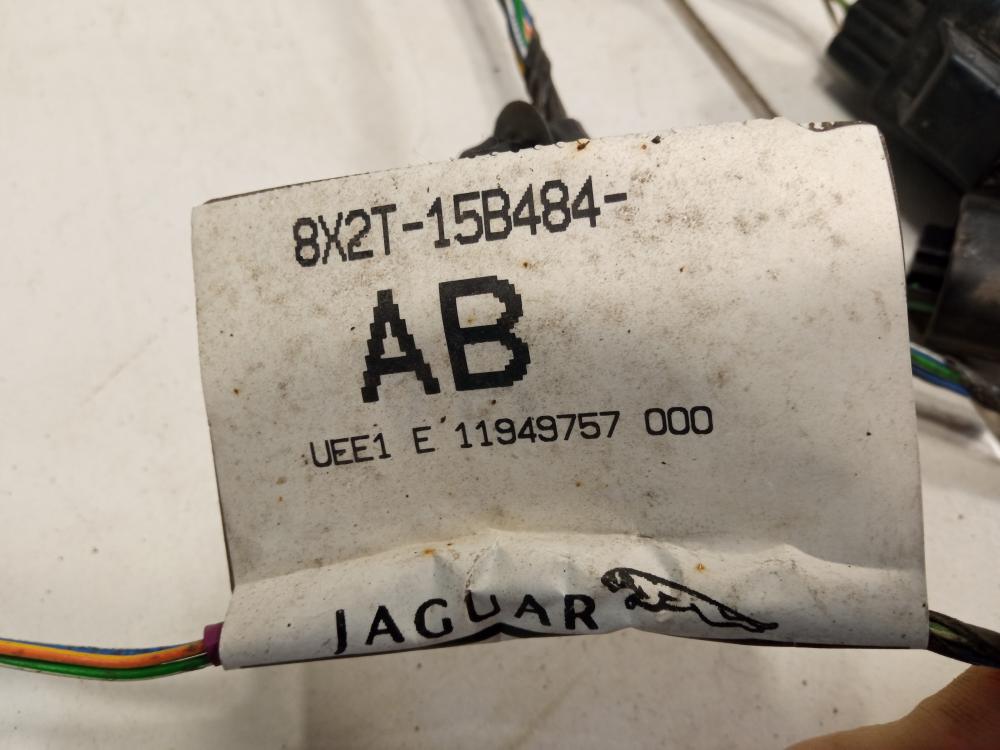 8X2T-15B484-
AB
UEE1 E 11949757 000
JAGUAR